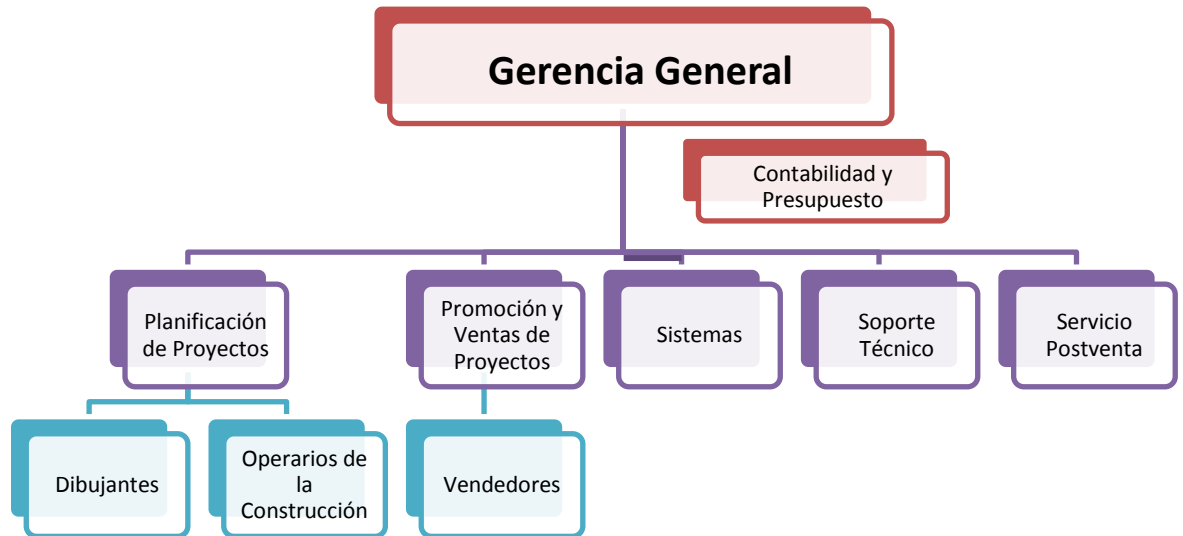 Gerencia General
Contabilidad y
Presupuesto
Planificación
de Proyectos
Promoción y
Ventas de
Proyectos
Sistemas
Soporte
Técnico
Servicio
Postventa
Dibujantes
Operarios de
la
Construcción
Vendedores